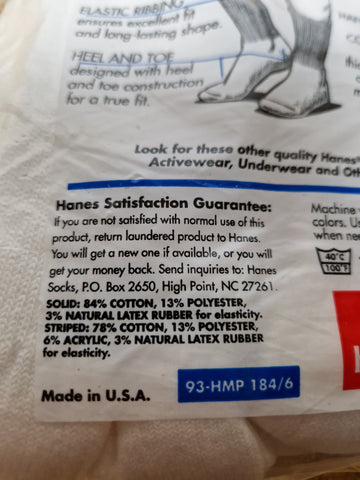 ELASTIC RIBBING
ensures excellent fit
and long-lasting shape.
HEEL AND TOE
designed with heel
and toe construction
for a true fit.
Look for these other quality Hanes®
Activewear, Underwear and
Hanes Satisfaction Guarantee:
If you are not satisfied with normal use of this
product, return laundered product to Hanes.
You will get a new one if available, or you will
get your money back. Send inquiries to: Hanes
Socks, P.O. Box 2650, High Point, NC 27261.
SOLID: 84% COTTON, 13% POLYESTER,
3% NATURAL LATEX RUBBER for elasticity.
STRIPED: 78% COTTON, 13% POLYESTER,
6% ACRYLIC, 3% NATURAL LATEX RUBBER
for elasticity.
Made in U.S.A.
93-HMP 184/6
Machine
colors.
when
40°C
100°F